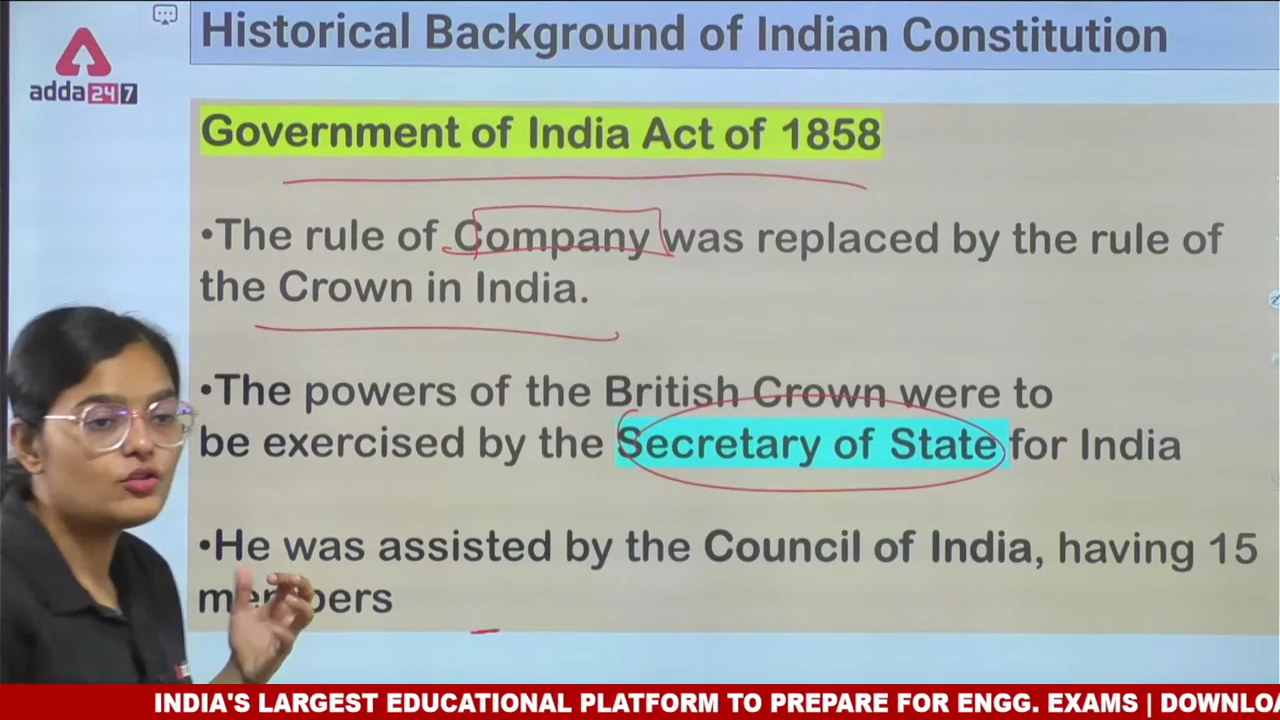 Historical Background of Indian Constitution
adda247
Government of India Act of 1858
•The rule of Company was replaced by the rule of
the Crown in India.
•The powers of the British Crown were to
be exercised by the Secretary of State for India
•He was assisted by the Council of India, having 15
members
INDIA'S LARGEST EDUCATIONAL PLATFORM TO PREPARE FOR ENGG. EXAMS | DOWNLOA